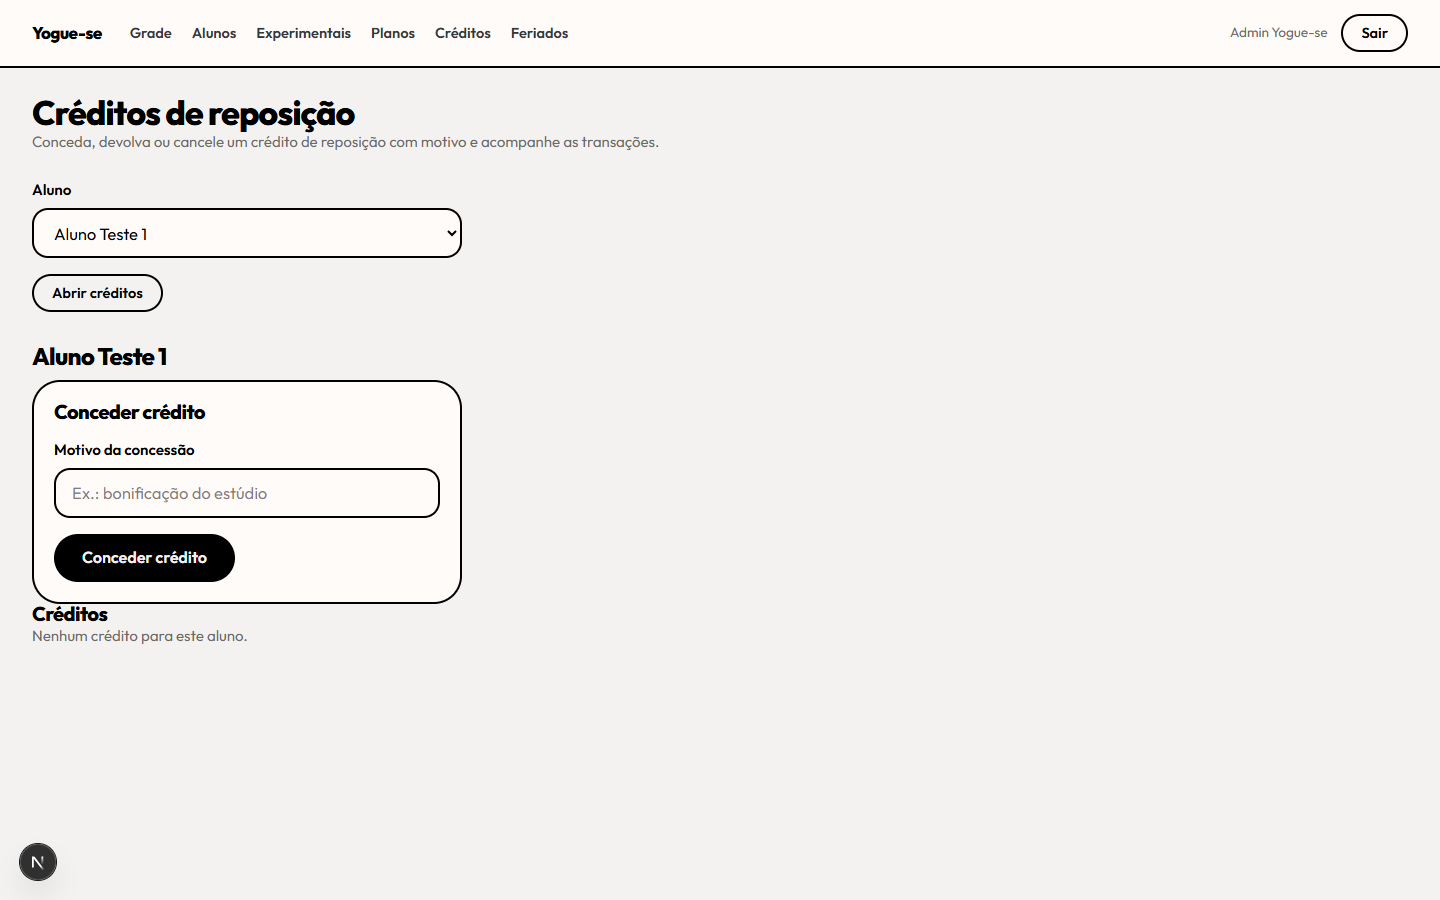 Yogue-se Grade Alunos Experimentais Planos Créditos Feriados Admin Yogue-se Sair
Créditos de reposição
Conceda, devolva ou cancele um crédito de reposição com motivo e acompanhe as transações.
Aluno
Aluno Teste 1
Abrir créditos
Aluno Teste 1
Conceder crédito
Motivo da concessão
Ex.: bonificação do estúdio
Conceder crédito
Créditos
Nenhum crédito para este aluno.
N